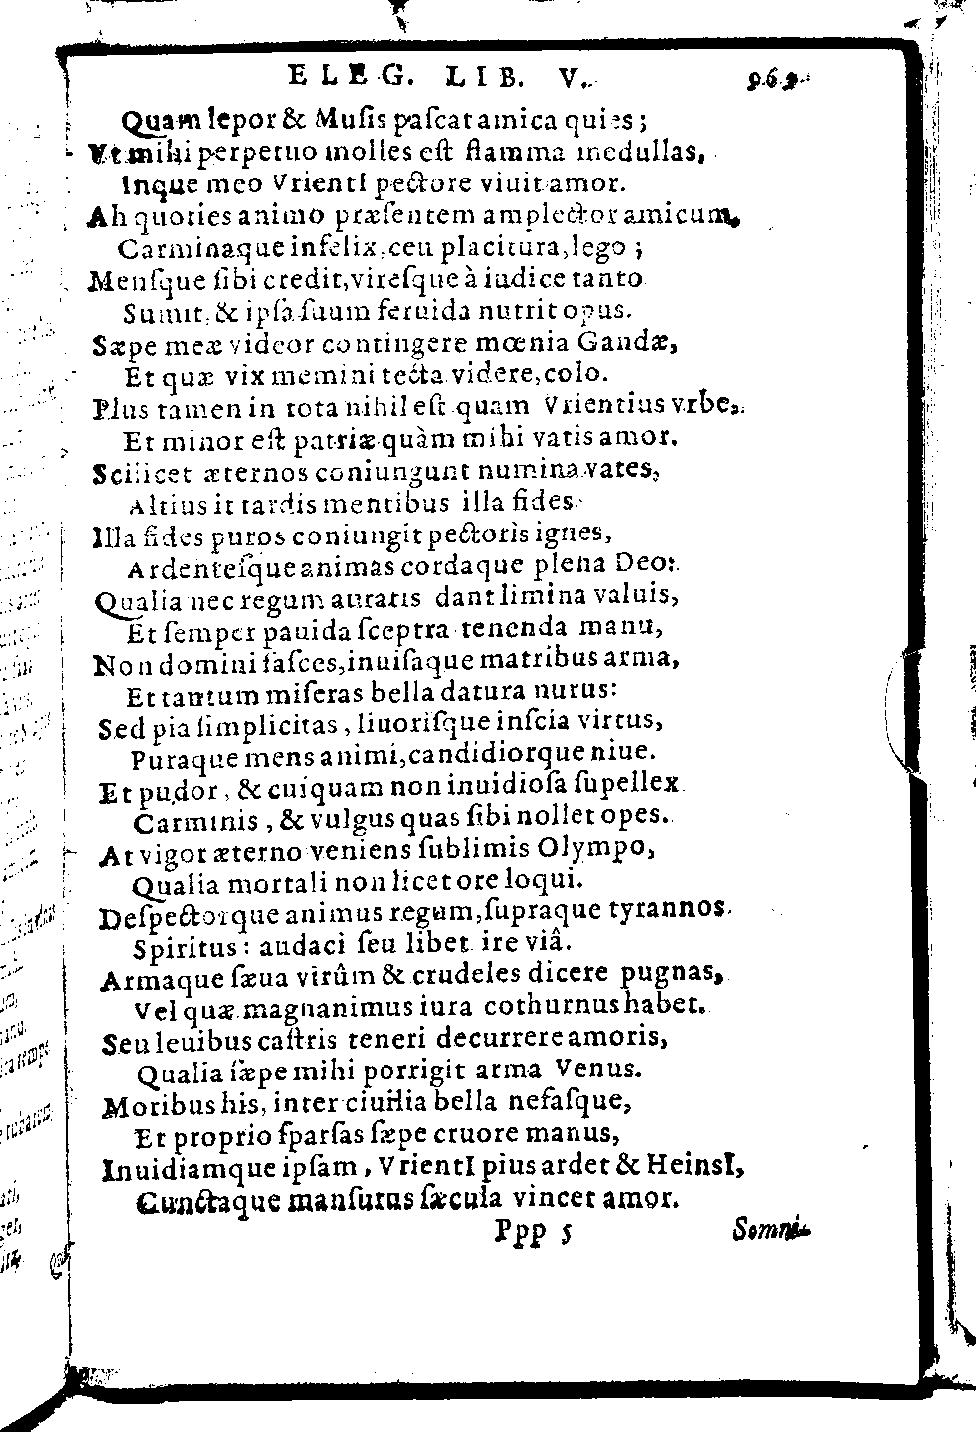 ELEG. LIB. V. 969
Quam lepor & Musis pascat amica quies;
Vt mihi perpetuo molles est flamma medullas,
Inque meo VrientI pectore viuit amor.
Ah quoties animo præsentem amplector amicum,
Carminaque infelix, ceu placitura, lego;
Mensque sibi credit, viresque à iudice tanto
Sumit, & ipsa suum feruida nutrit opus.
Sæpe meæ videor contingere mœnia Gandæ,
Et quæ vix memini tecta videre, colo.
Plus tamen in tota nihil est quam Vrientius vrbe,
Et minor est patriæ quàm mihi vatis amor.
Scilicet æternos coniungunt numina vates,
Altius it tardis mentibus illa fides.
Illa fides puros coniungit pectoris ignes,
Ardentesque animas cordaque plena Deo:
Qualia nec regum auratis dant limina valuis,
Et semper pauida sceptra tenenda manu,
Non domini fasces, inuisaque matribus arma,
Et tantum miseras bella datura nurus:
Sed pia simplicitas, liuorisque inscia virtus,
Puraque mens animi, candidiorque niue.
Et pudor, & cuiquam non inuidiosa supellex
Carminis, & vulgus quas sibi nollet opes.
At vigor æterno veniens sublimis Olympo,
Qualia mortali non licet ore loqui.
Despectorque animus regum, supraque tyrannos
Spiritus: audaci seu libet ire viâ.
Armaque sæua virûm & crudeles dicere pugnas,
Vel quæ magnanimus iura cothurnus habet.
Seu leuibus castris teneri decurrere amoris,
Qualia sæpe mihi porrigit arma Venus.
Moribus his, inter ciuilia bella nefasque,
Et proprio sparsas sæpe cruore manus,
Inuidiamque ipsam, VrientI pius ardet & HeinsI,
Cunctaque mansurus sæcula vincet amor.
Ppp 5 Somni-